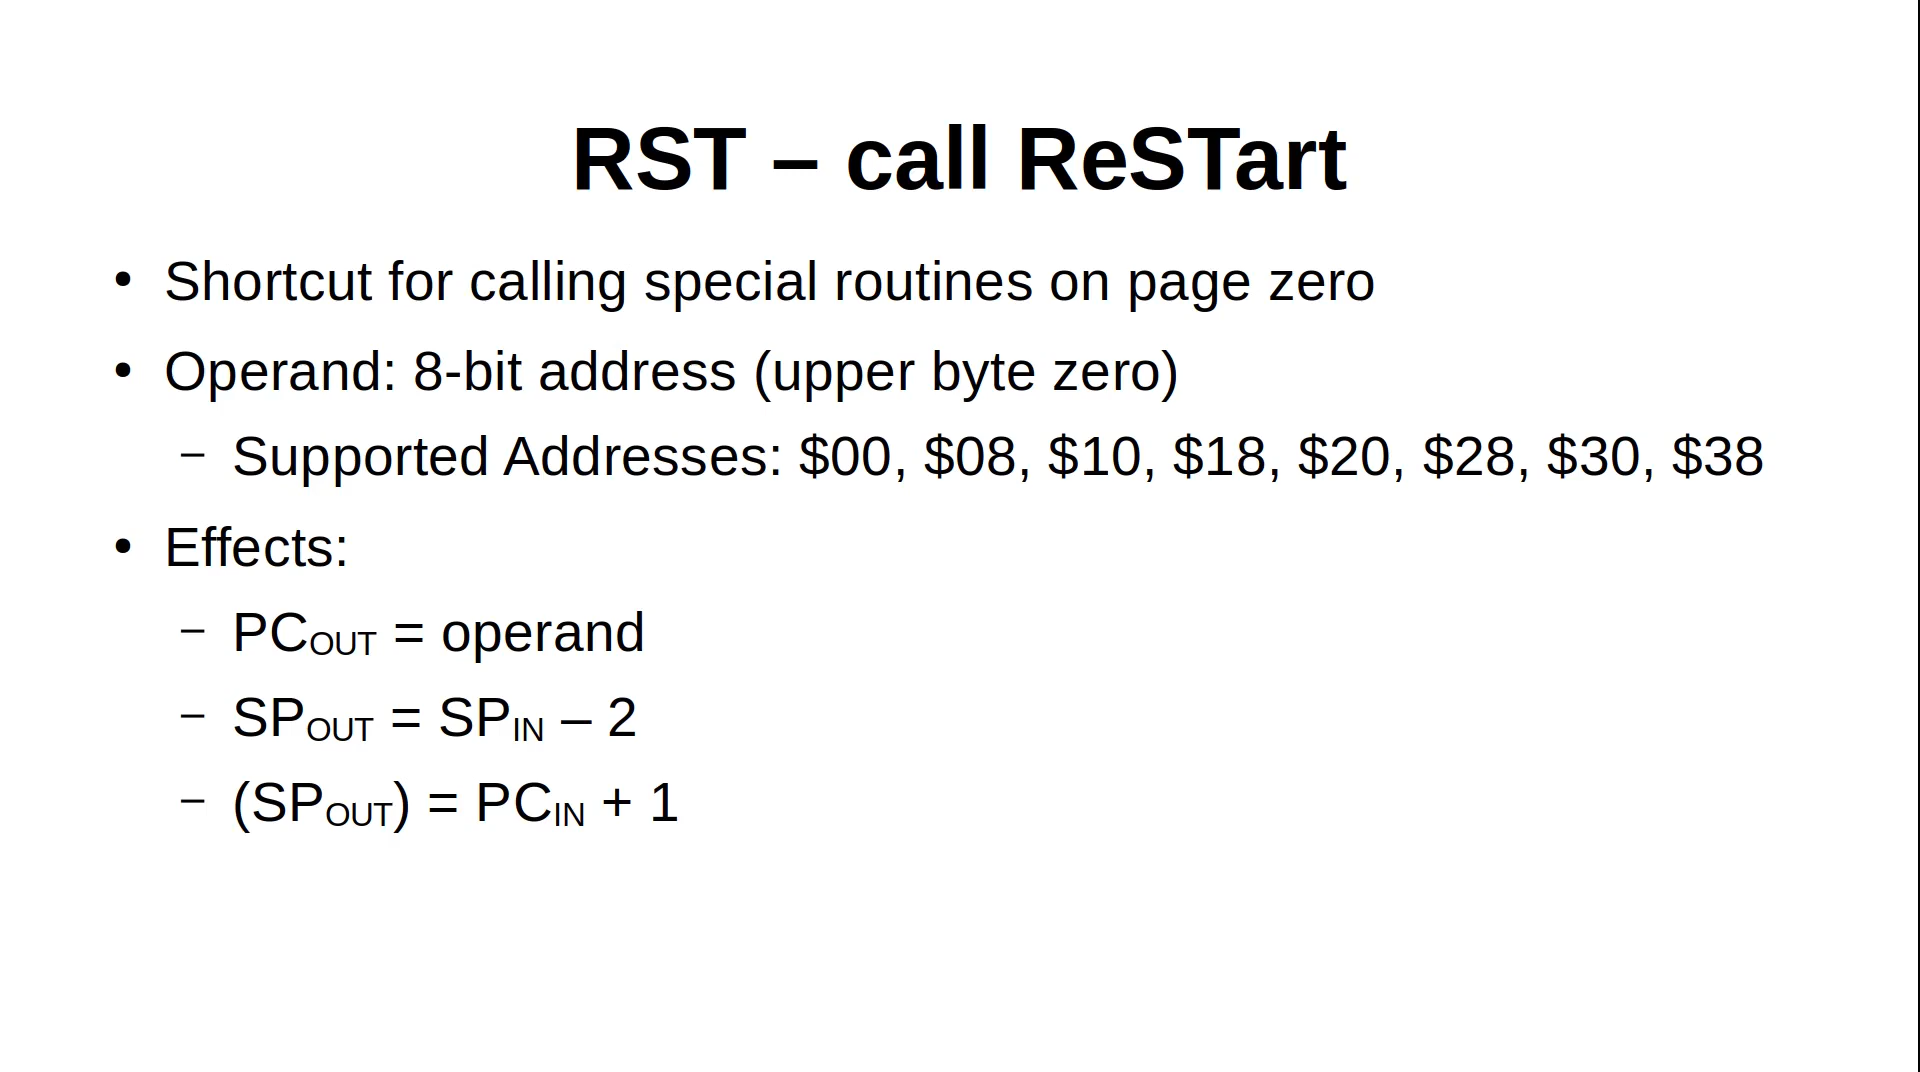 RST – call ReSTart
• Shortcut for calling special routines on page zero
• Operand: 8-bit address (upper byte zero)
– Supported Addresses: $00, $08, $10, $18, $20, $28, $30, $38
• Effects:
– PCOUT = operand
– SPOUT = SPIN – 2
– (SPOUT) = PCIN + 1